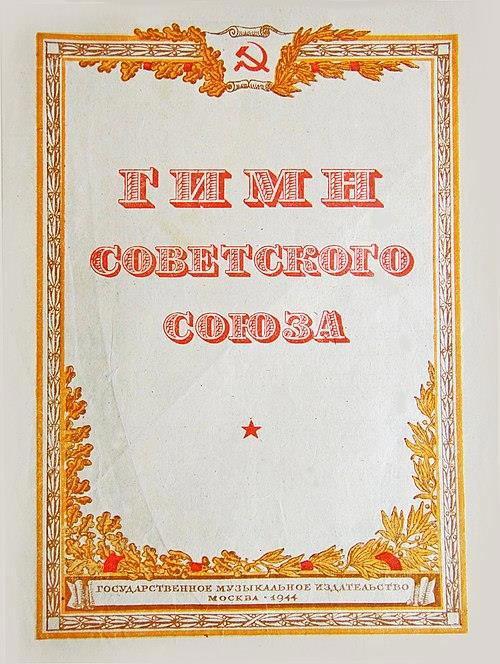 ГИМН
СОВЕТСКОГО
СОЮЗА
ГОСУДАРСТВЕННОЕ МУЗЫКАЛЬНОЕ ИЗДАТЕЛЬСТВО
МОСКВА · 1944